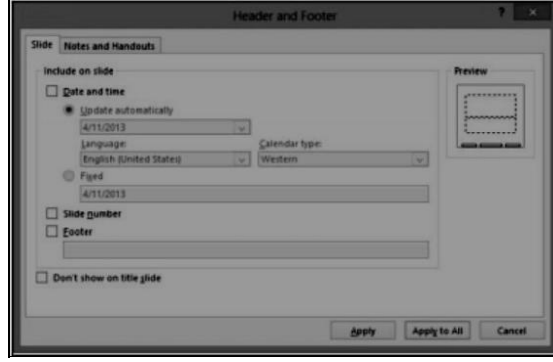 Header and Footer
Slide Notes and Handouts
Include on slide Preview
Date and time
Update automatically
4/11/2013
Language: Calendar type:
English (United States) Western
Fixed
4/11/2013
Slide number
Footer
Don't show on title slide
Apply Apply to All Cancel